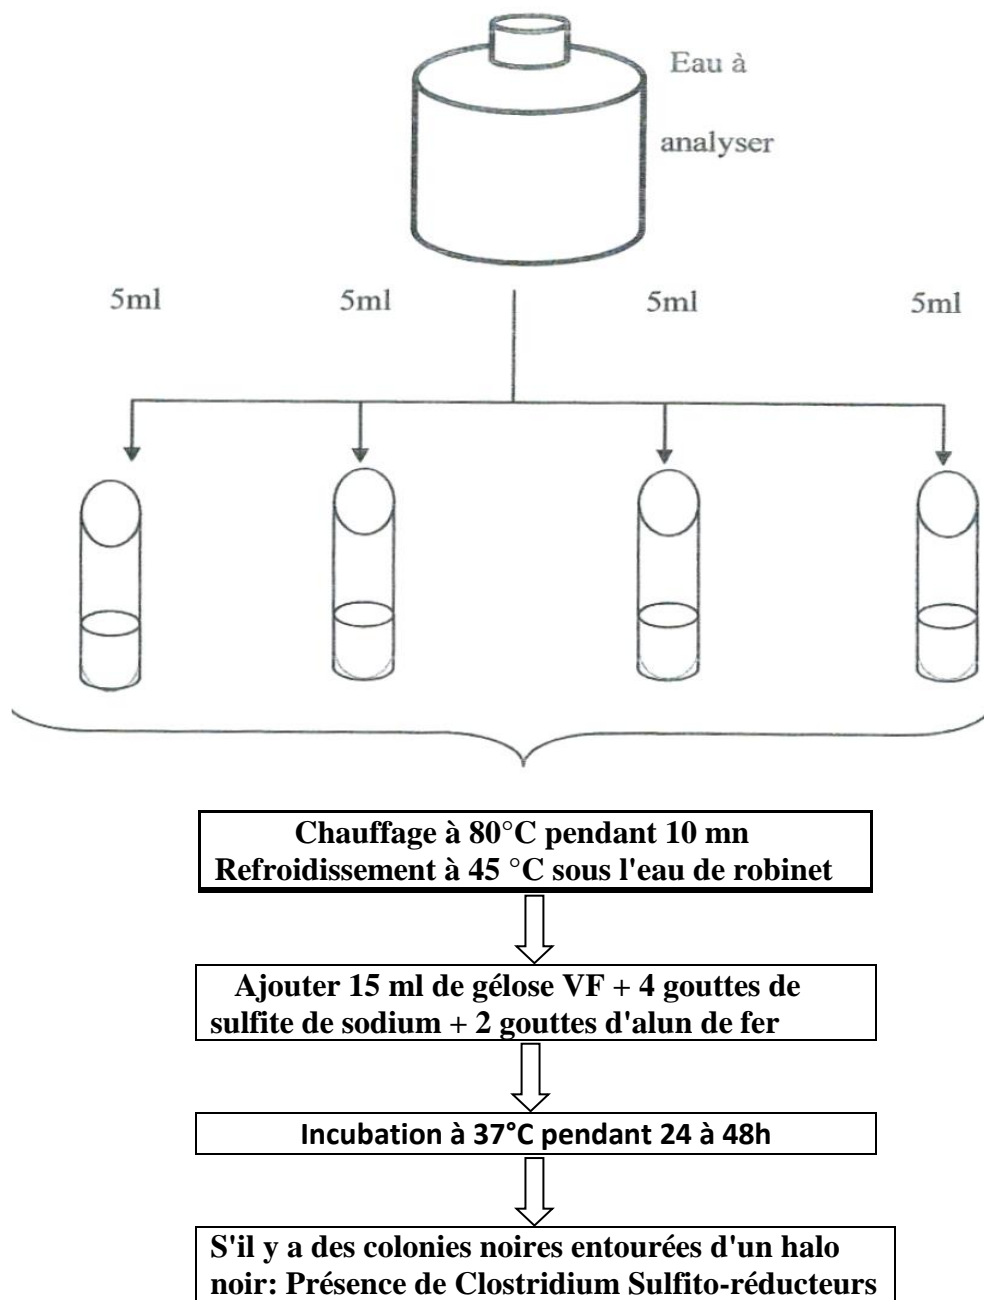 Eau à
analyser
5ml 5ml 5ml 5ml
Chauffage à 80°C pendant 10 mn
Refroidissement à 45 °C sous l'eau de robinet
Ajouter 15 ml de gélose VF + 4 gouttes de
sulfite de sodium + 2 gouttes d'alun de fer
Incubation à 37°C pendant 24 à 48h
S'il y a des colonies noires entourées d'un halo
noir: Présence de Clostridium Sulfito-réducteurs